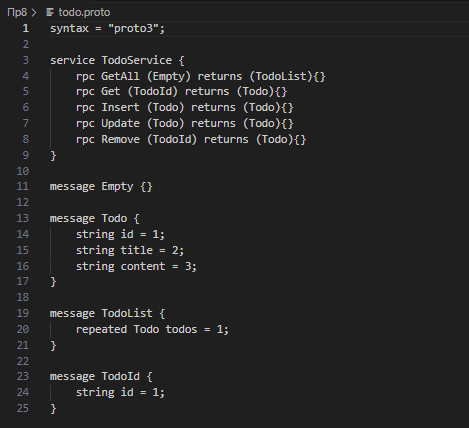 Пр8 > todo.proto
1 syntax = "proto3";
2
3 service TodoService {
4     rpc GetAll (Empty) returns (TodoList){}
5     rpc Get (TodoId) returns (Todo){}
6     rpc Insert (Todo) returns (Todo){}
7     rpc Update (Todo) returns (Todo){}
8     rpc Remove (TodoId) returns (Todo){}
9 }
10
11 message Empty {}
12
13 message Todo {
14     string id = 1;
15     string title = 2;
16     string content = 3;
17 }
18
19 message TodoList {
20     repeated Todo todos = 1;
21 }
22
23 message TodoId {
24     string id = 1;
25 }